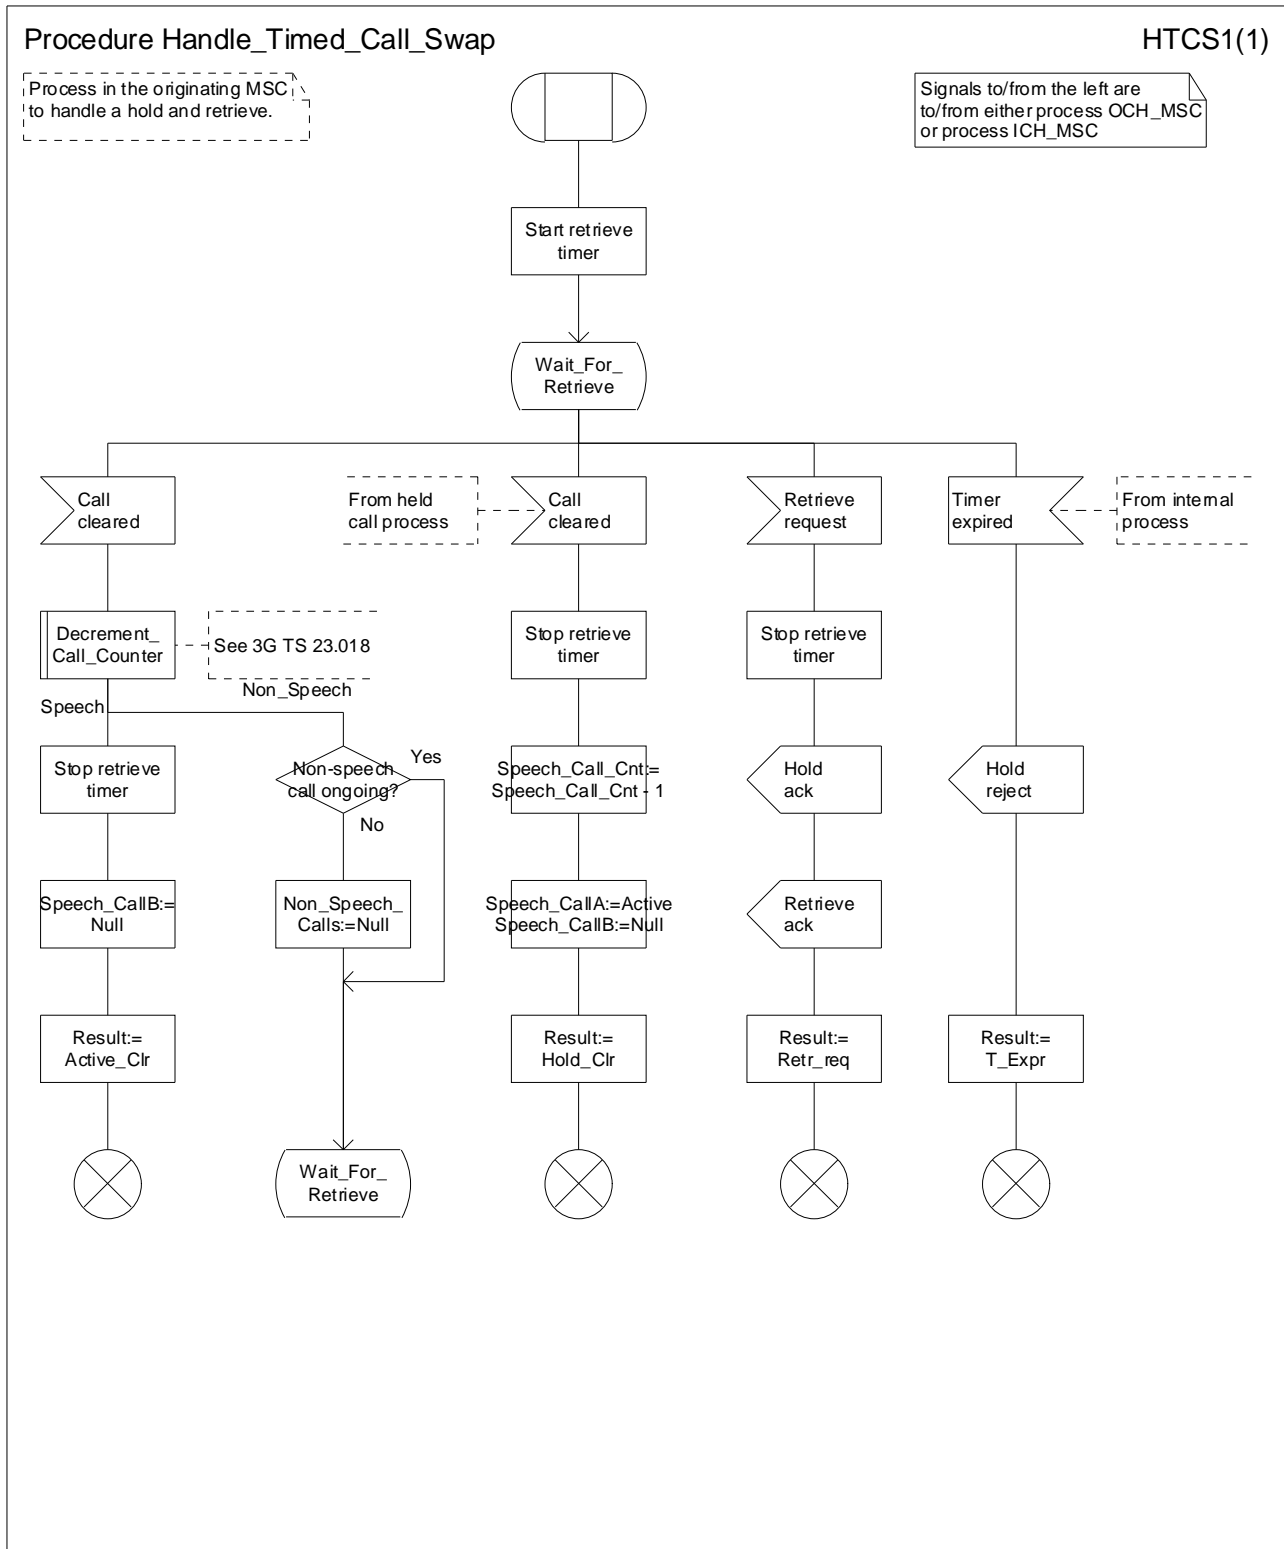 Procedure Handle_Timed_Call_Swap
HTCS1(1)
Process in the originating MSC
to handle a hold and retrieve.
Signals to/from the left are
to/from either process OCH_MSC
or process ICH_MSC
Start retrieve
timer
Wait_For_
Retrieve
Call
cleared
From held
call process
Call
cleared
Retrieve
request
Timer
expired
From internal
process
Decrement_
Call_Counter
See 3G TS 23.018
Stop retrieve
timer
Stop retrieve
timer
Speech
Non_Speech
Stop retrieve
timer
Non-speech
call ongoing?
Yes
No
Speech_Call_Cnt:=
Speech_Call_Cnt - 1
Hold
ack
Hold
reject
Speech_CallB:=
Null
Non_Speech_
Calls:=Null
Speech_CallA:=Active
Speech_CallB:=Null
Retrieve
ack
Result:=
Active_Clr
Result:=
Hold_Clr
Result:=
Retr_req
Result:=
T_Expr
Wait_For_
Retrieve